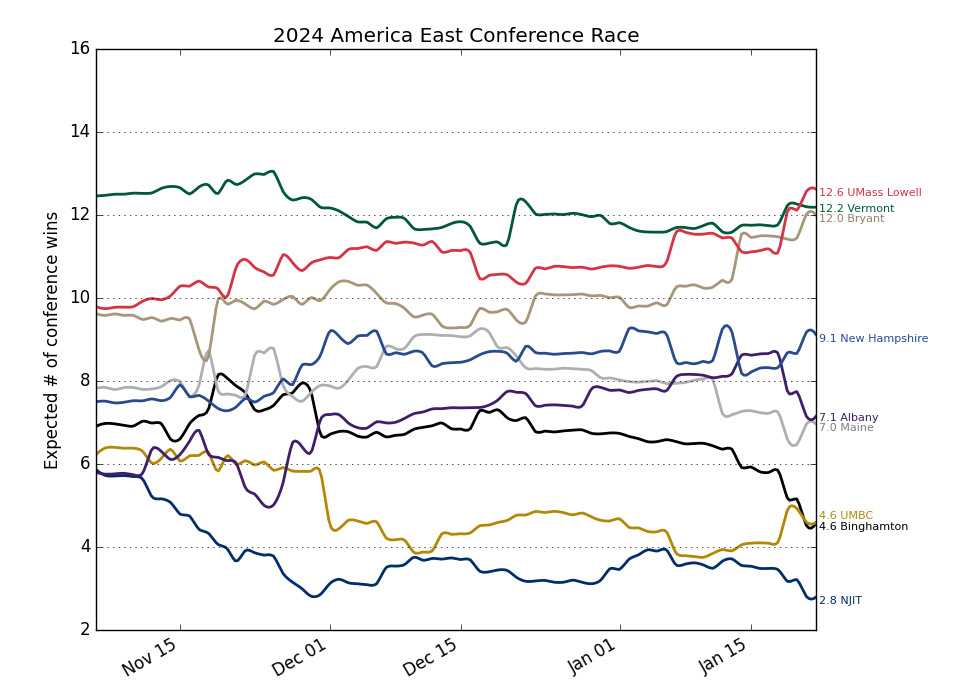 2024 America East Conference Race
Expected # of conference wins
16
14
12
10
8
6
4
2
12.6 UMass Lowell
12.2 Vermont
12.0 Bryant
9.1 New Hampshire
7.1 Albany
7.0 Maine
4.6 UMBC
4.6 Binghamton
2.8 NJIT
Nov 15
Dec 01
Dec 15
Jan 01
Jan 15